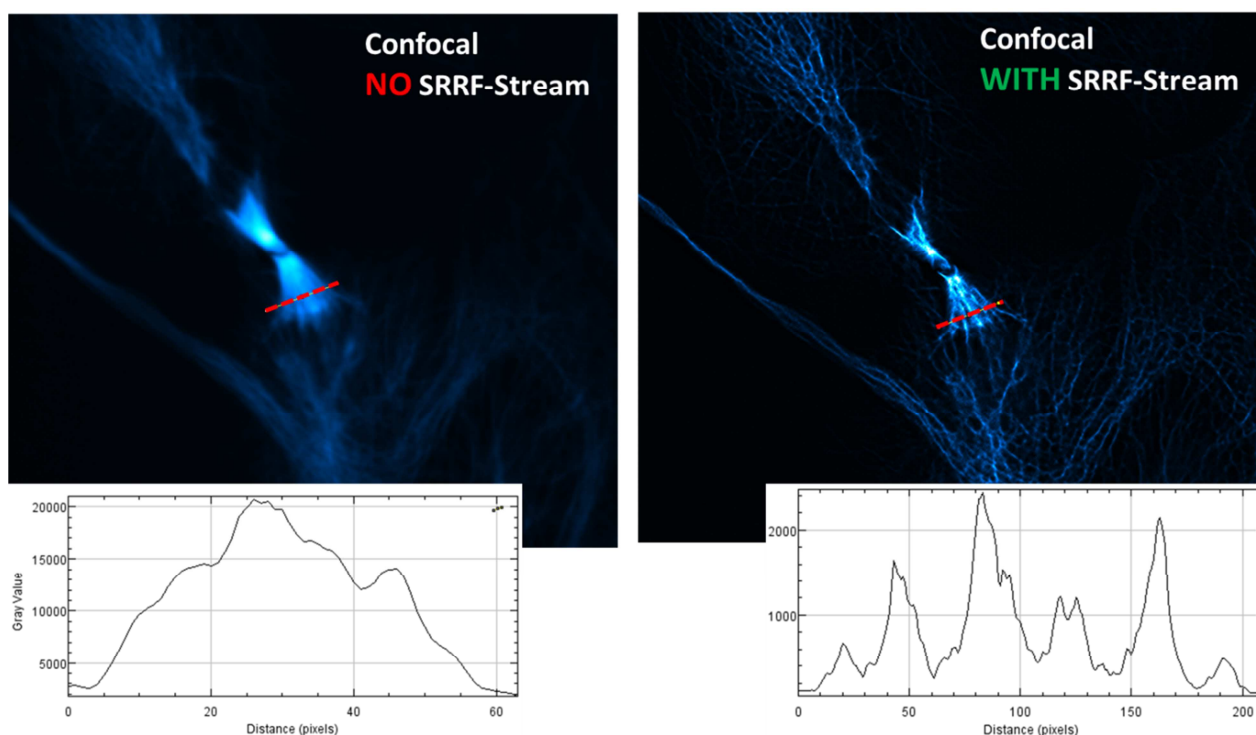 Confocal
NO SRRF-Stream
Confocal
WITH SRRF-Stream
20000
15000
10000
5000
Gray Value
0
20
40
60
Distance (pixels)
2000
1000
0
50
100
150
200
Distance (pixels)